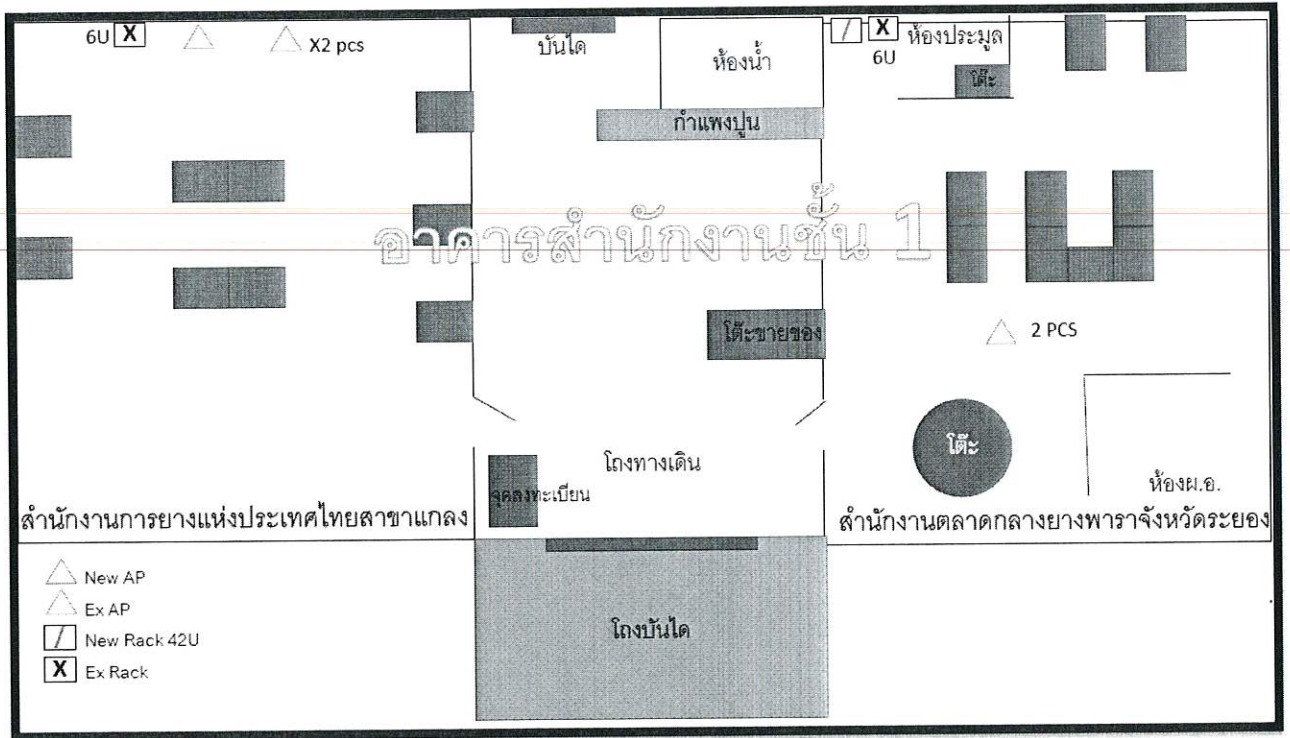 6U X
X2 pcs
บันได
ห้องน้ำ
/ X ห้องประมูล
6U
โต๊ะ
กำแพงปูน
อาคารสำนักงานชั้น 1
โต๊ะขายของ
2 PCS
โถงทางเดิน
โต๊ะ
จุดลงทะเบียน
ห้องผ.อ.
สำนักงานการยางแห่งประเทศไทยสาขาแกลง
สำนักงานตลาดกลางยางพาราจังหวัดระยอง
New AP
Ex AP
/ New Rack 42U
X Ex Rack
โถงบันได